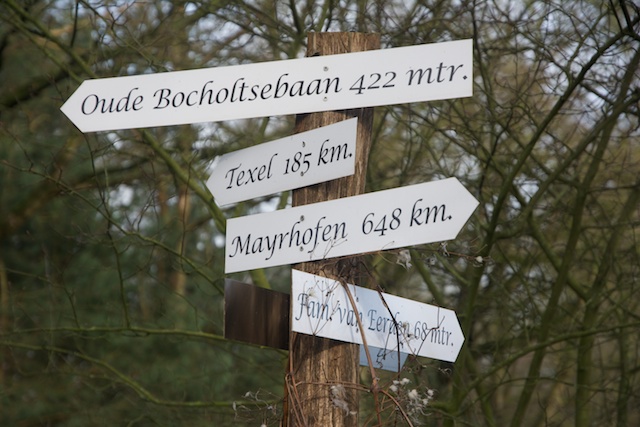 Oude Bocholtsebaan 422 mtr.
Texel 185 km.
Mayrhofen 648 km.
Fam. van Eerden 68 mtr.